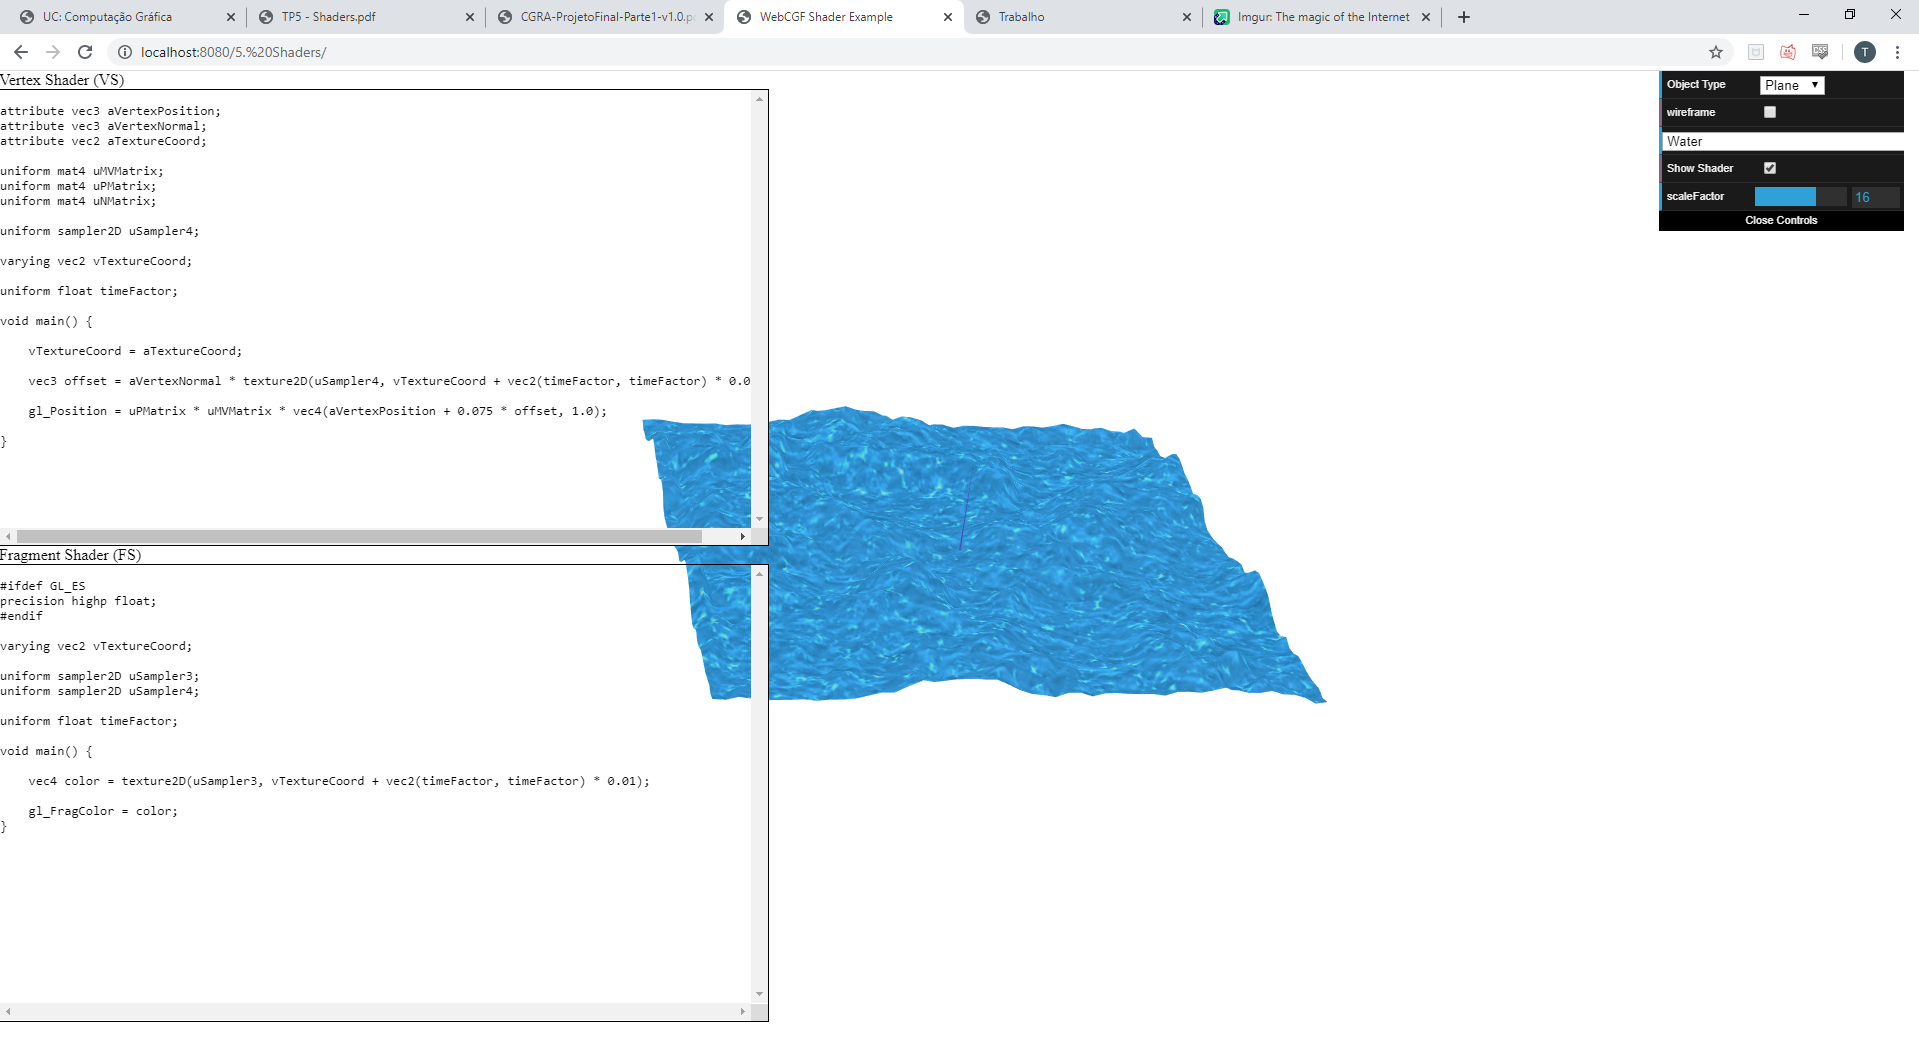 UC: Computação Gráfica
TP5 - Shaders.pdf
CGRA-ProjetoFinal-Parte1-v1.0.p
WebCGF Shader Example
Trabalho
Imgur: The magic of the Internet
localhost:8080/5.%20Shaders/
T
Vertex Shader (VS)
attribute vec3 aVertexPosition;
attribute vec3 aVertexNormal;
attribute vec2 aTextureCoord;
uniform mat4 uMVMatrix;
uniform mat4 uPMatrix;
uniform mat4 uNMatrix;
uniform sampler2D uSampler4;
varying vec2 vTextureCoord;
uniform float timeFactor;
void main() {
vTextureCoord = aTextureCoord;
vec3 offset = aVertexNormal * texture2D(uSampler4, vTextureCoord + vec2(timeFactor, timeFactor) * 0.0
gl_Position = uPMatrix * uMVMatrix * vec4(aVertexPosition + 0.075 * offset, 1.0);
}
Fragment Shader (FS)
#ifdef GL_ES
precision highp float;
#endif
varying vec2 vTextureCoord;
uniform sampler2D uSampler3;
uniform sampler2D uSampler4;
uniform float timeFactor;
void main() {
vec4 color = texture2D(uSampler3, vTextureCoord + vec2(timeFactor, timeFactor) * 0.01);
gl_FragColor = color;
}
Object Type Plane
wireframe
Water
Show Shader
scaleFactor 16
Close Controls